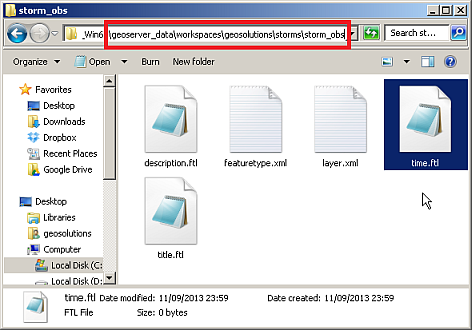 storm_obs
_Win6 \geoserver_data\workspaces\geosolutions\storms\storm_obs
Search st...
Organize Open Burn New folder
Favorites
Desktop
Downloads
Dropbox
Recent Places
Google Drive
Desktop
Libraries
geosolutions
Computer
Local Disk (C:
Local Disk (D:
description.ftl
featuretype.xml
layer.xml
time.ftl
title.ftl
time.ftl Date modified: 11/09/2013 23:59 Date created: 11/09/2013 23:59
FTL File Size: 0 bytes